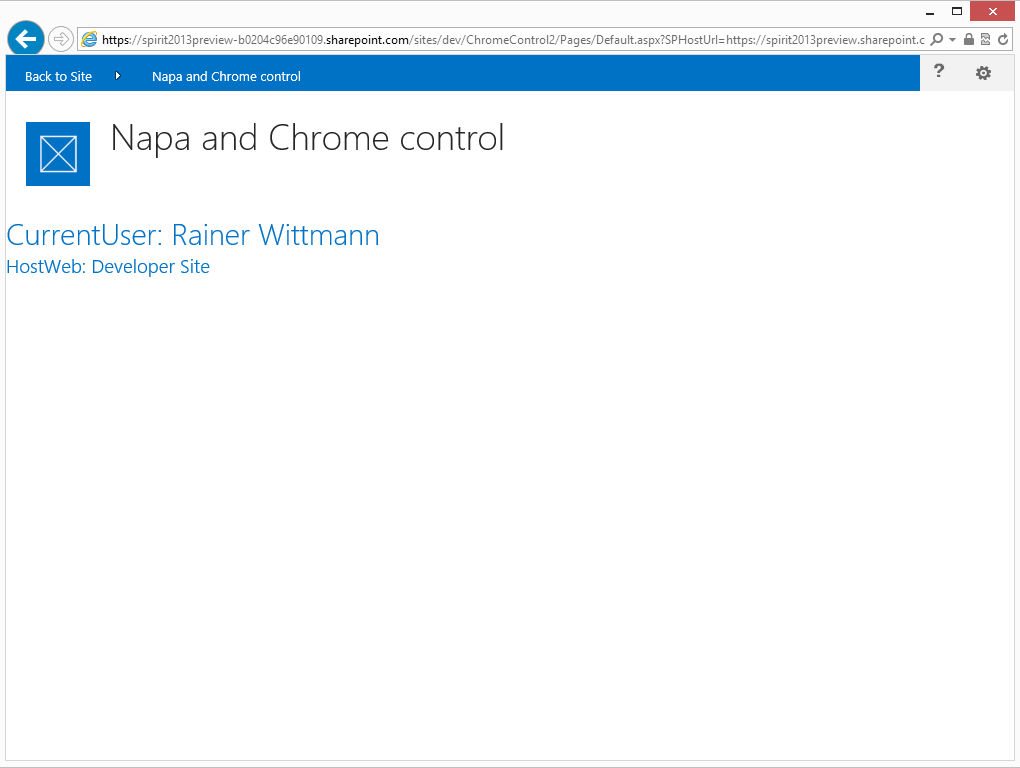 https://spirit2013preview-b0204c96e90109.sharepoint.com/sites/dev/ChromeControl2/Pages/Default.aspx?SPHostUrl=https://spirit2013preview.sharepoint.c
Back to Site Napa and Chrome control ?
Napa and Chrome control
CurrentUser: Rainer Wittmann
HostWeb: Developer Site